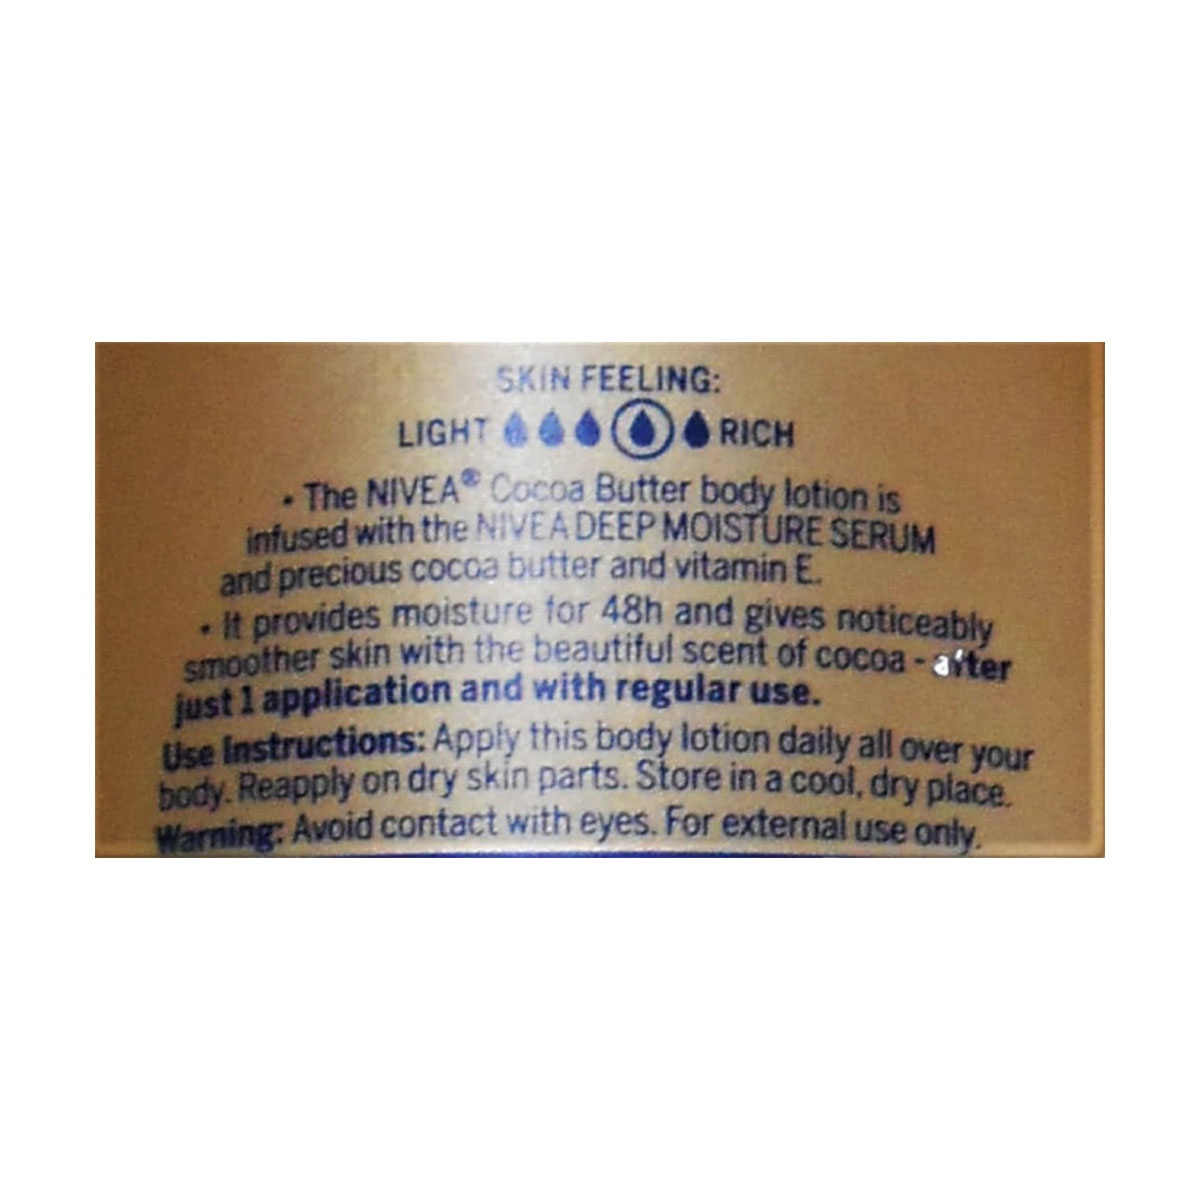 SKIN FEELING:
LIGHT RICH
• The NIVEA® Cocoa Butter body lotion is
infused with the NIVEA DEEP MOISTURE SERUM
and precious cocoa butter and vitamin E.
• It provides moisture for 48h and gives noticeably
smoother skin with the beautiful scent of cocoa - after
just 1 application and with regular use.
Use Instructions: Apply this body lotion daily all over your
body. Reapply on dry skin parts. Store in a cool, dry place.
Warning: Avoid contact with eyes. For external use only.